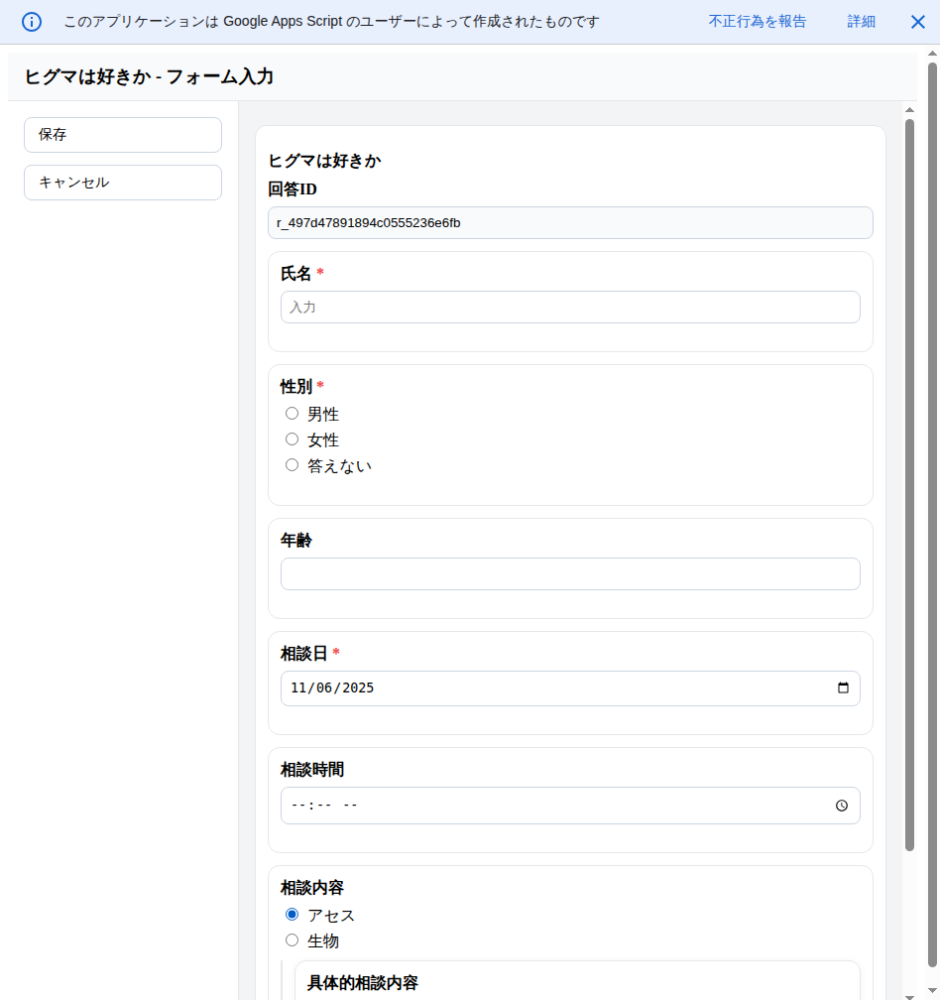 このアプリケーションは Google Apps Script のユーザーによって作成されたものです 不正行為を報告 詳細
ヒグマは好きか - フォーム入力
保存
キャンセル
ヒグマは好きか
回答ID
r_497d47891894c0555236e6fb
氏名 *
入力
性別 *
男性
女性
答えない
年齢
相談日 *
11/06/2025
相談時間
--:-- --
相談内容
アセス
生物
具体的相談内容